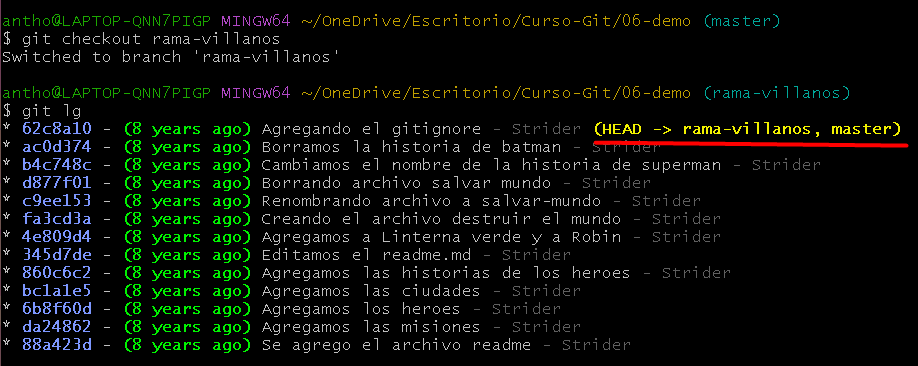 antho@LAPTOP-QNN7PIGP MINGW64 ~/OneDrive/Escritorio/Curso-Git/06-demo (master)
$ git checkout rama-villanos
Switched to branch 'rama-villanos'
antho@LAPTOP-QNN7PIGP MINGW64 ~/OneDrive/Escritorio/Curso-Git/06-demo (rama-villanos)
$ git lg
* 62c8a10 - (8 years ago) Agregando el gitignore - Strider (HEAD -> rama-villanos, master)
* ac0d374 - (8 years ago) Borramos la historia de batman - Strider
* b4c748c - (8 years ago) Cambiamos el nombre de la historia de superman - Strider
* d877f01 - (8 years ago) Borrando archivo salvar mundo - Strider
* c9ee153 - (8 years ago) Renombrando archivo a salvar-mundo - Strider
* fa3cd3a - (8 years ago) Creando el archivo destruir el mundo - Strider
* 4e809d4 - (8 years ago) Agregamos a Linterna verde y a Robin - Strider
* 345d7de - (8 years ago) Editamos el readme.md - Strider
* 860c6c2 - (8 years ago) Agregamos las historias de los heroes - Strider
* bc1a1e5 - (8 years ago) Agregamos las ciudades - Strider
* 6b8f60d - (8 years ago) Agregamos los heroes - Strider
* da24862 - (8 years ago) Agregamos las misiones - Strider
* 88a423d - (8 years ago) Se agrego el archivo readme - Strider